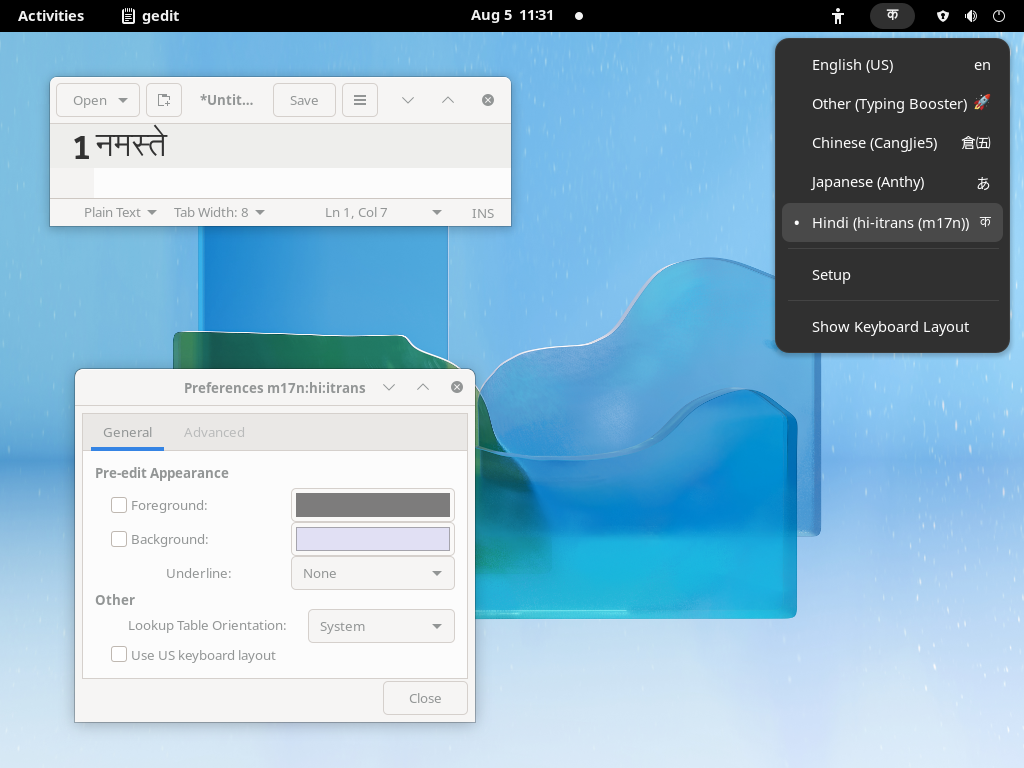 Activities
gedit
Aug 5 11:31
क
English (US) en
Other (Typing Booster) 🚀
Chinese (CangJie5) 倉㊄
Japanese (Anthy) あ
• Hindi (hi-itrans (m17n)) क
Setup
Show Keyboard Layout
Open
*Untit...
Save
1 नमस्ते
Plain Text
Tab Width: 8
Ln 1, Col 7
INS
Preferences m17n:hi:itrans
General
Advanced
Pre-edit Appearance
Foreground:
Background:
Underline: None
Other
Lookup Table Orientation: System
Use US keyboard layout
Close